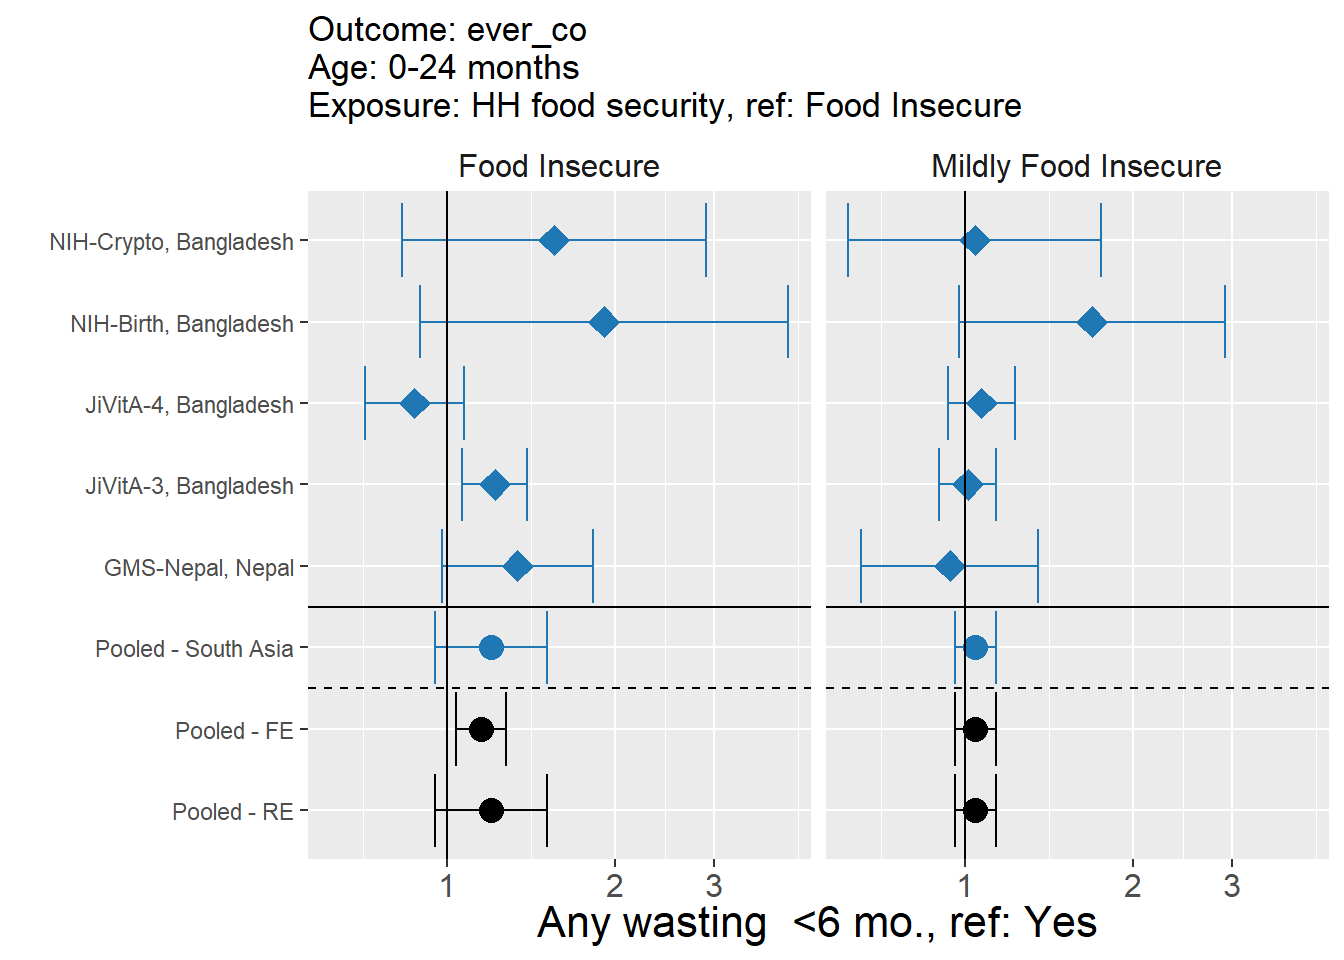 Outcome: ever_co
Age: 0-24 months
Exposure: HH food security, ref: Food Insecure
Food Insecure
Mildly Food Insecure
NIH-Crypto, Bangladesh
NIH-Birth, Bangladesh
JiVitA-4, Bangladesh
JiVitA-3, Bangladesh
GMS-Nepal, Nepal
Pooled - South Asia
Pooled - FE
Pooled - RE
1 2 3 1 2 3
Any wasting  <6 mo., ref: Yes